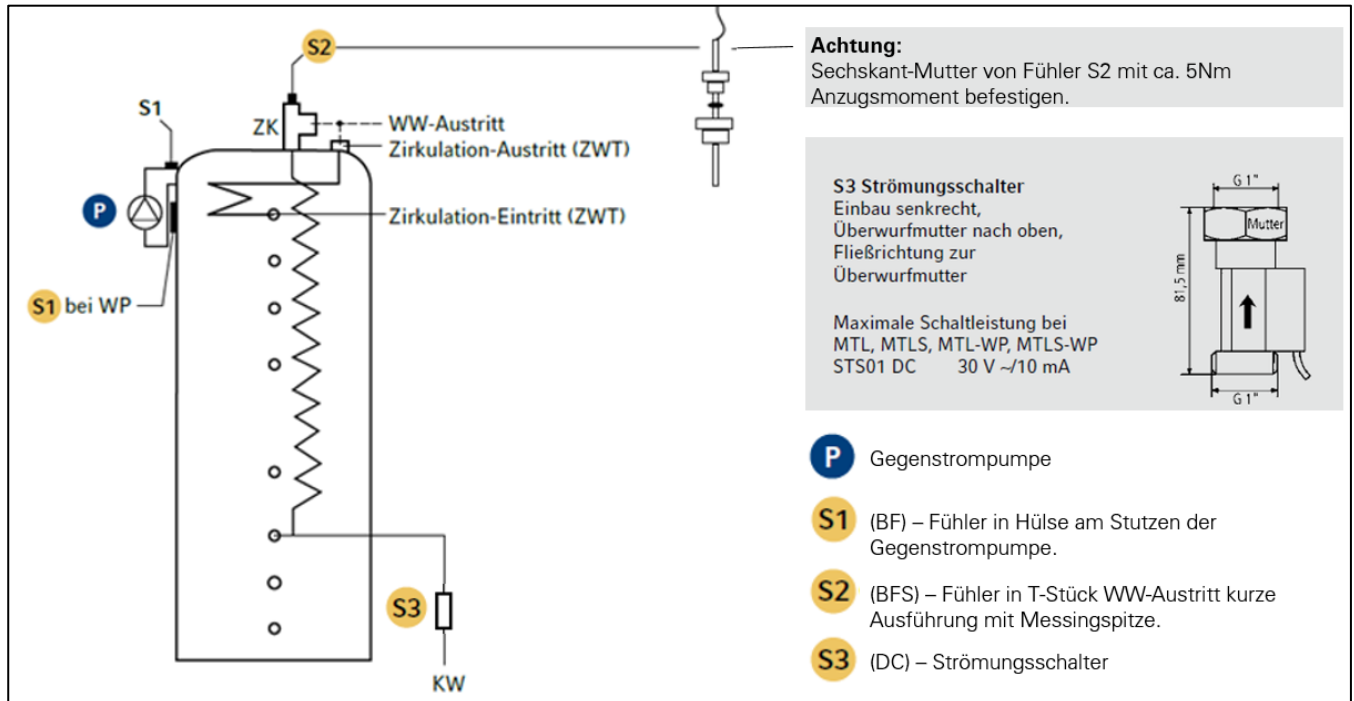 S2
S1
ZK
WW-Austritt
Zirkulation-Austritt (ZWT)
P
Zirkulation-Eintritt (ZWT)
S1 bei WP
S3
KW
Achtung:
Sechskant-Mutter von Fühler S2 mit ca. 5Nm
Anzugsmoment befestigen.
S3 Strömungsschalter
Einbau senkrecht,
Überwurfmutter nach oben,
Fließrichtung zur
Überwurfmutter
Maximale Schaltleistung bei
MTL, MTLS, MTL-WP, MTLS-WP
STS01 DC 30 V ~/10 mA
G 1"
Mutter
81,5 mm
G 1"
P Gegenstrompumpe
S1 (BF) – Fühler in Hülse am Stutzen der
Gegenstrompumpe.
S2 (BFS) – Fühler in T-Stück WW-Austritt kurze
Ausführung mit Messingspitze.
S3 (DC) – Strömungsschalter